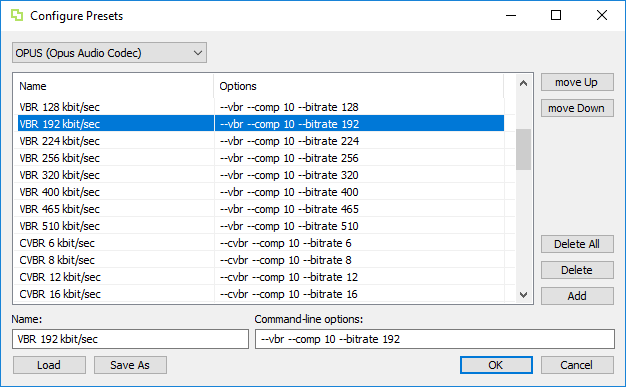 Configure Presets
OPUS (Opus Audio Codec)
Name Options
VBR 128 kbit/sec --vbr --comp 10 --bitrate 128
VBR 192 kbit/sec --vbr --comp 10 --bitrate 192
VBR 224 kbit/sec --vbr --comp 10 --bitrate 224
VBR 256 kbit/sec --vbr --comp 10 --bitrate 256
VBR 320 kbit/sec --vbr --comp 10 --bitrate 320
VBR 400 kbit/sec --vbr --comp 10 --bitrate 400
VBR 465 kbit/sec --vbr --comp 10 --bitrate 465
VBR 510 kbit/sec --vbr --comp 10 --bitrate 510
CVBR 6 kbit/sec --cvbr --comp 10 --bitrate 6
CVBR 8 kbit/sec --cvbr --comp 10 --bitrate 8
CVBR 12 kbit/sec --cvbr --comp 10 --bitrate 12
CVBR 16 kbit/sec --cvbr --comp 10 --bitrate 16
move Up
move Down
Delete All
Delete
Add
Name: Command-line options:
VBR 192 kbit/sec --vbr --comp 10 --bitrate 192
Load Save As OK Cancel